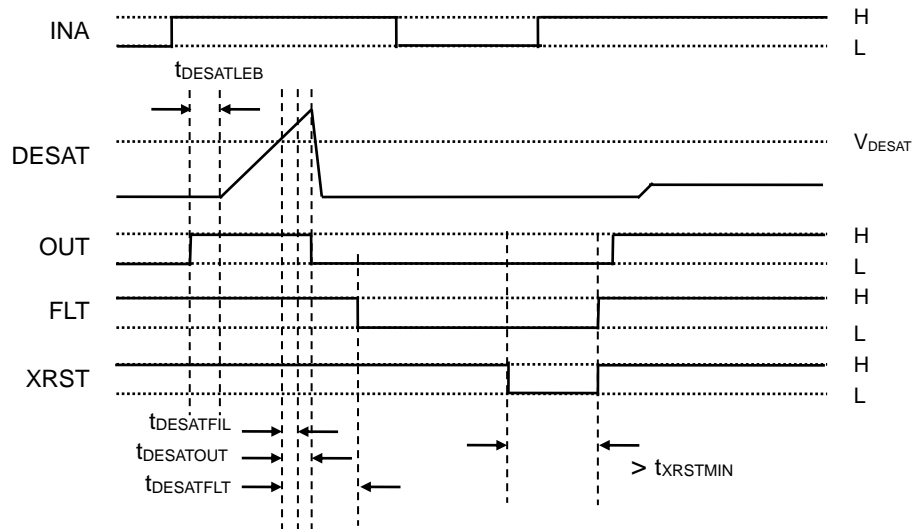 INA
H
L
tDESATLEB
DESAT
VDESAT
OUT
H
L
FLT
H
L
XRST
H
L
tDESATFIL
tDESATOUT
tDESATFLT
> tXRSTMIN